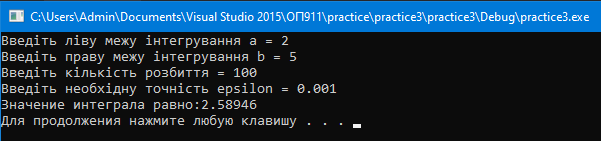 C:\Users\Admin\Documents\Visual Studio 2015\ОП911\practice\practice3\practice3\Debug\practice3.exe
Введіть ліву межу інтегрування a = 2
Введіть праву межу інтегрування b = 5
Введіть кількість розбиття = 100
Введіть необхідну точність epsilon = 0.001
Значение интеграла равно:2.58946
Для продолжения нажмите любую клавишу . . .